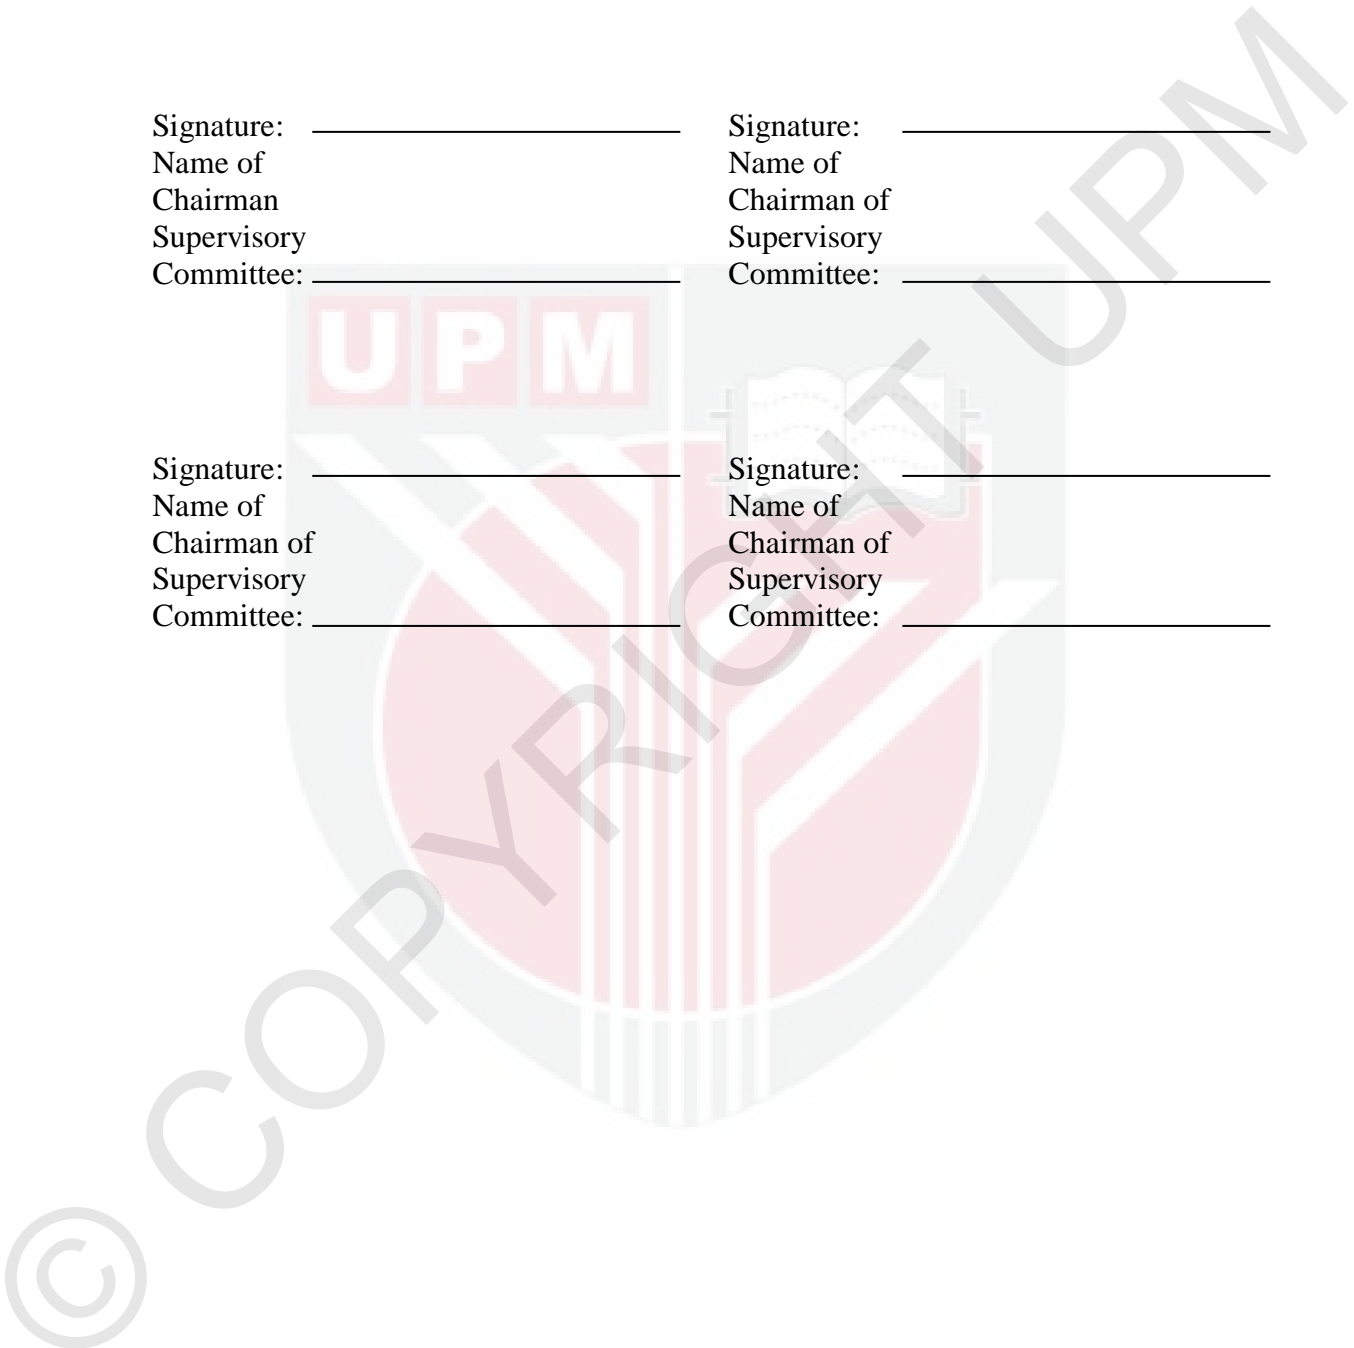 Signature:
Name of
Chairman
Supervisory
Committee:
Signature:
Name of
Chairman of
Supervisory
Committee:
UPM
Signature:
Name of
Chairman of
Supervisory
Committee:
Signature:
Name of
Chairman of
Supervisory
Committee:
© COPYRIGHT UPM